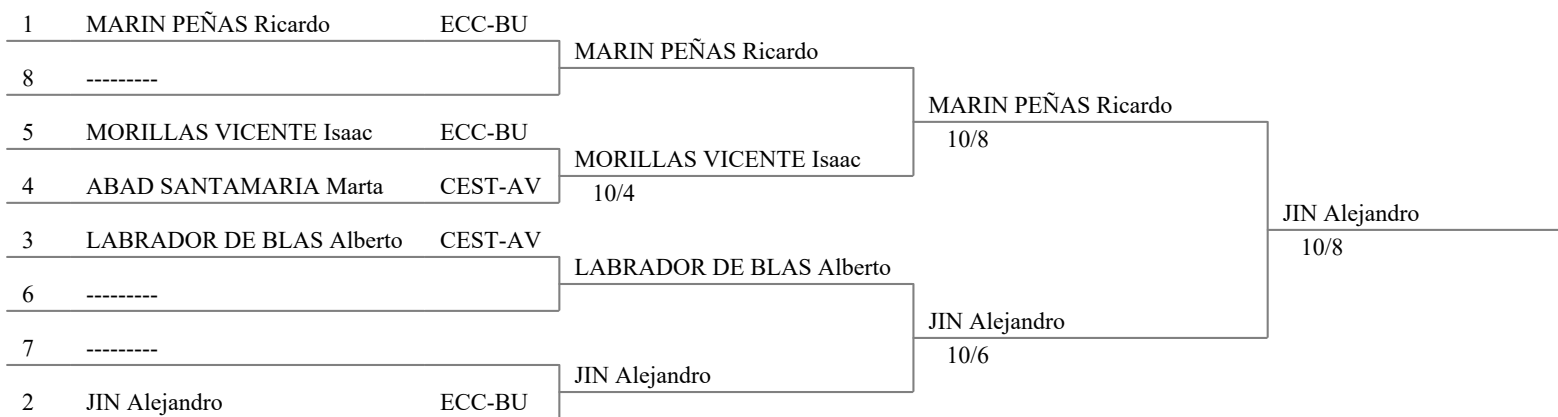 1 MARIN PEÑAS Ricardo ECC-BU
MARIN PEÑAS Ricardo
8 ---------
MARIN PEÑAS Ricardo
10/8
5 MORILLAS VICENTE Isaac ECC-BU
MORILLAS VICENTE Isaac
10/4
4 ABAD SANTAMARIA Marta CEST-AV
JIN Alejandro
10/8
3 LABRADOR DE BLAS Alberto CEST-AV
LABRADOR DE BLAS Alberto
6 ---------
JIN Alejandro
10/6
7 ---------
JIN Alejandro
2 JIN Alejandro ECC-BU